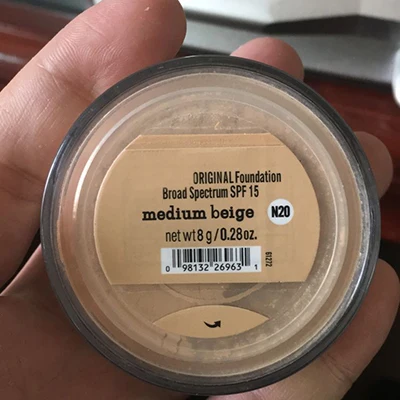 ORIGINAL Foundation
Broad Spectrum SPF 15
medium beige N20
net wt 8 g / 0.28 oz.
0 98132 26963 1